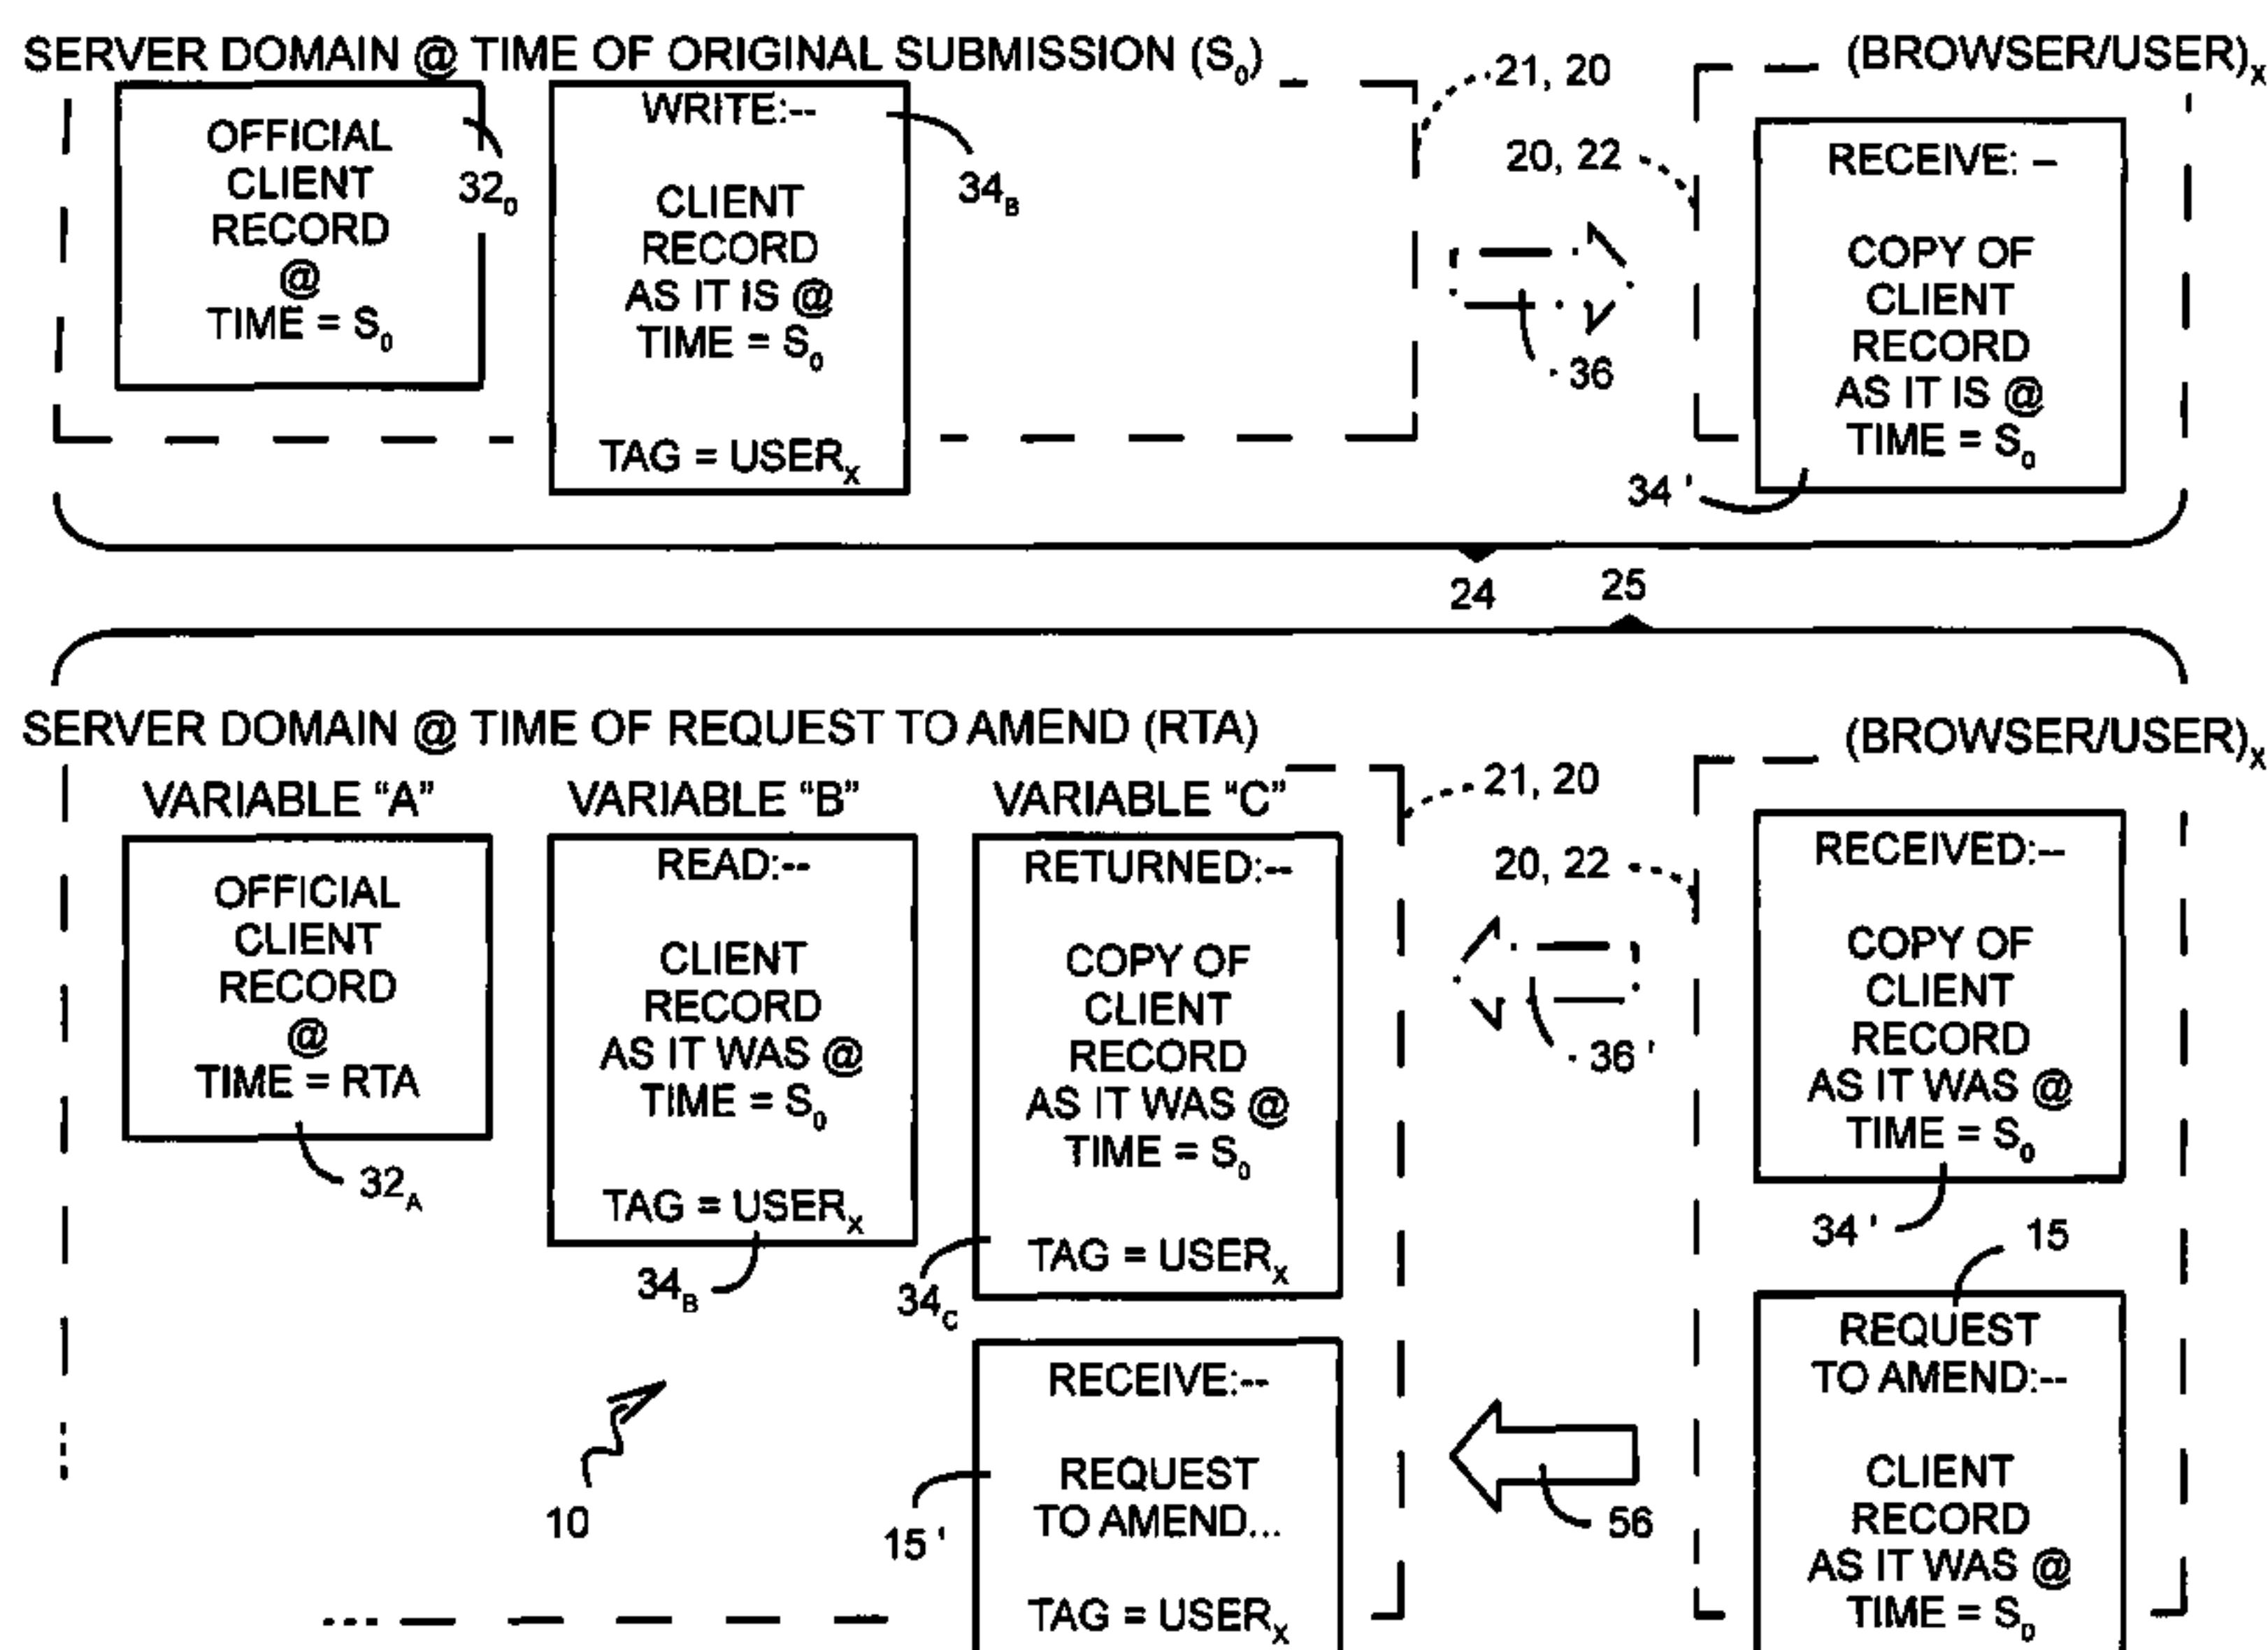 SERVER DOMAIN @ TIME OF ORIGINAL SUBMISSION (S₀)
(BROWSER/USER)ₓ
21, 20
20, 22
OFFICIAL
CLIENT
RECORD
@
TIME = S₀
32₀
WRITE:--
CLIENT
RECORD
AS IT IS @
TIME = S₀
TAG = USERₓ
34_B
36
RECEIVE: –
COPY OF
CLIENT
RECORD
AS IT IS @
TIME = S₀
34 '
24
25
SERVER DOMAIN @ TIME OF REQUEST TO AMEND (RTA)
(BROWSER/USER)ₓ
VARIABLE “A”
OFFICIAL
CLIENT
RECORD
@
TIME = RTA
32_A
VARIABLE “B”
READ:--
CLIENT
RECORD
AS IT WAS @
TIME = S₀
TAG = USERₓ
34_B
VARIABLE “C”
RETURNED:--
COPY OF
CLIENT
RECORD
AS IT WAS @
TIME = S₀
TAG = USERₓ
34_C
21, 20
20, 22
36 '
RECEIVED:--
COPY OF
CLIENT
RECORD
AS IT WAS @
TIME = S₀
34 '
15
10
RECEIVE:--
REQUEST
TO AMEND...
TAG = USERₓ
15 '
56
REQUEST
TO AMEND:--
CLIENT
RECORD
AS IT WAS @
TIME = S₀